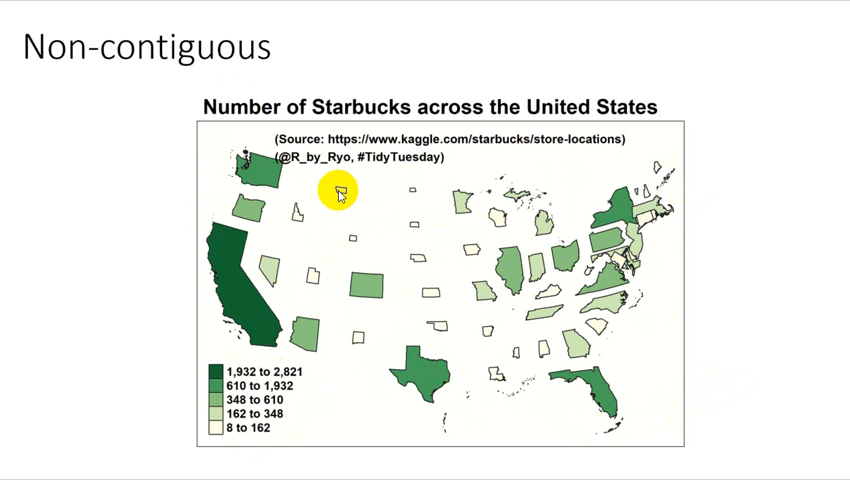 Non-contiguous
Number of Starbucks across the United States
(Source: https://www.kaggle.com/starbucks/store-locations)
(@R_by_Ryo, #TidyTuesday)
1,932 to 2,821
610 to 1,932
348 to 610
162 to 348
8 to 162